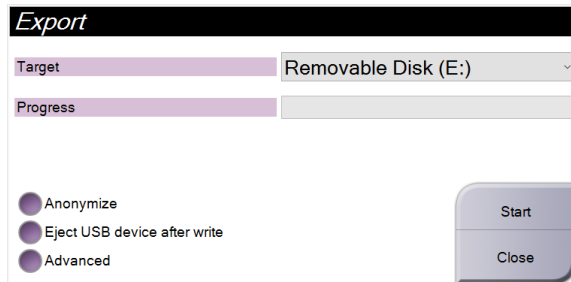 Export
Target
Removable Disk (E:)
Progress
Anonymize
Eject USB device after write
Advanced
Start
Close